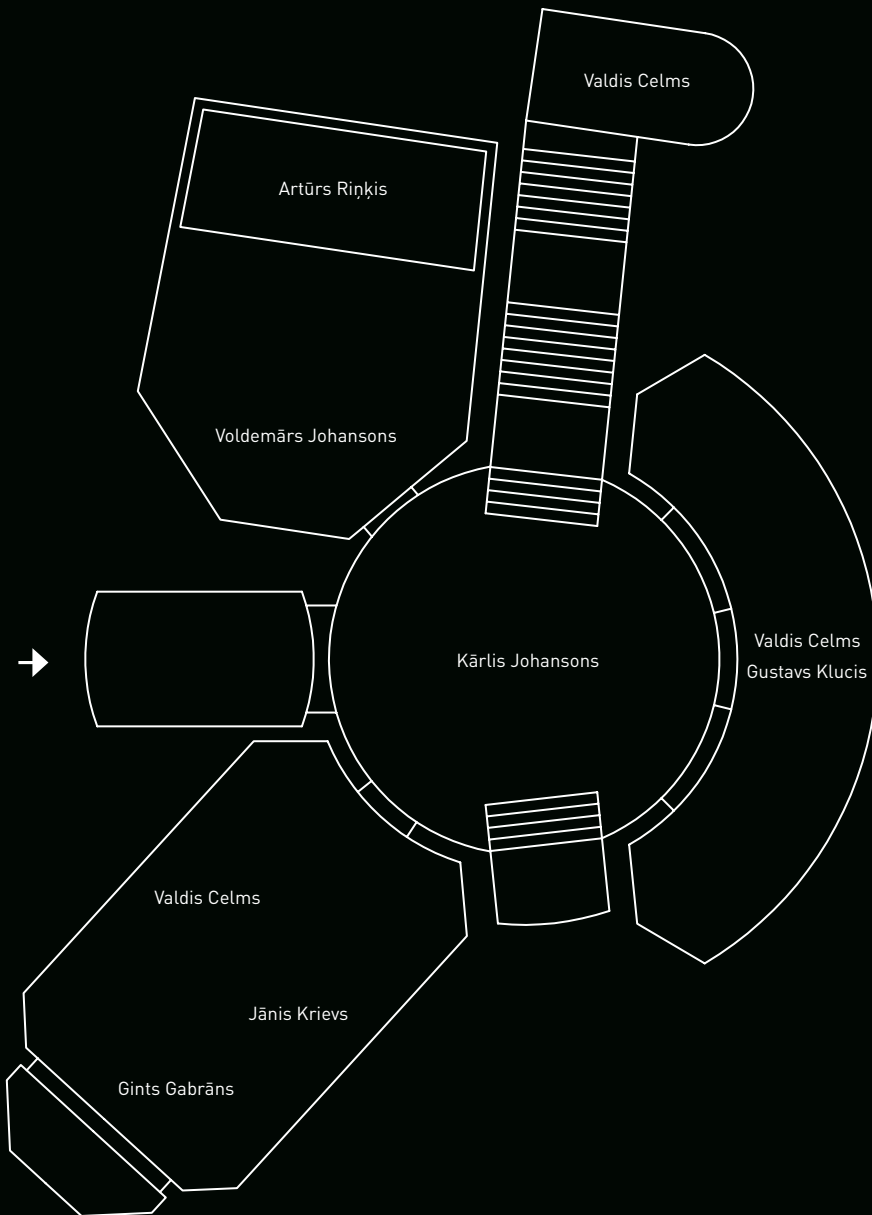 Valdis Celms
Artūrs Riņķis
Voldemārs Johansons
Valdis Celms
Gustavs Klucis
Kārlis Johansons
Valdis Celms
Jānis Krievs
Gints Gabrāns